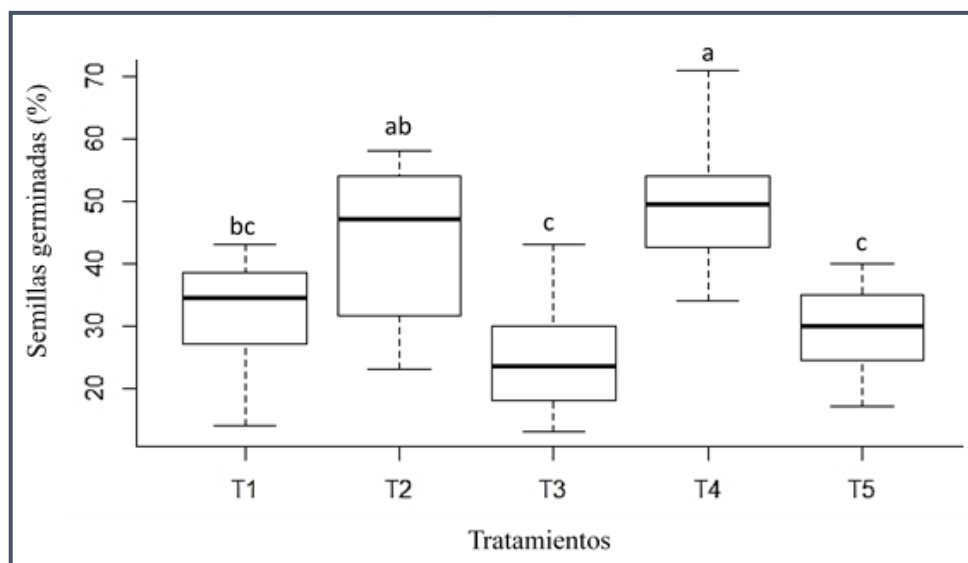 Semillas germinadas (%)
70
60
50
40
30
20
bc
ab
c
a
c
T1 T2 T3 T4 T5
Tratamientos